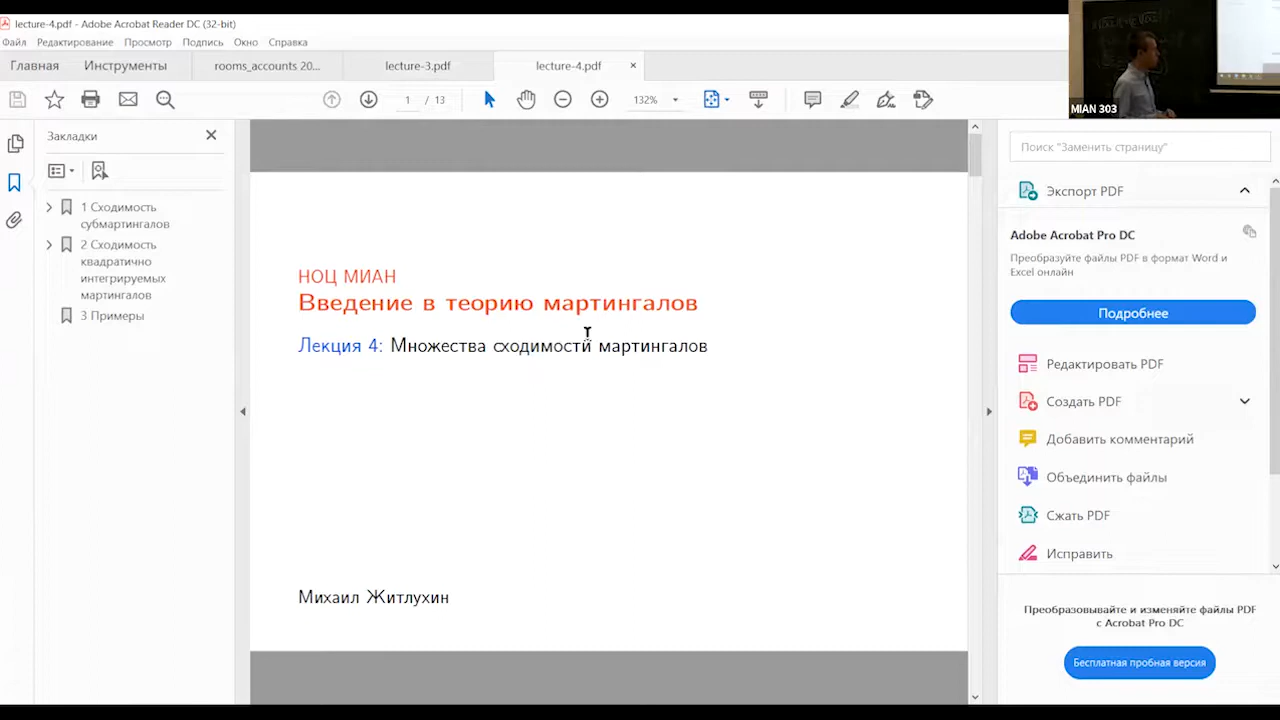 lecture-4.pdf - Adobe Acrobat Reader DC (32-bit)
Файл Редактирование Просмотр Подпись Окно Справка
Главная Инструменты rooms_accounts 20... lecture-3.pdf lecture-4.pdf ×
1 / 13 132%
MIAN 303
Закладки
1 Сходимость
субмартингалов
2 Сходимость
квадратично
интегрируемых
мартингалов
3 Примеры
НОЦ МИАН
Введение в теорию мартингалов
Лекция 4: Множества сходимости мартингалов
Михаил Житлухин
Поиск "Заменить страницу"
Экспорт PDF
Adobe Acrobat Pro DC
Преобразуйте файлы PDF в формат Word и
Excel онлайн
Подробнее
Редактировать PDF
Создать PDF
Добавить комментарий
Объединить файлы
Сжать PDF
Исправить
Преобразовывайте и изменяйте файлы PDF
с Acrobat Pro DC
Бесплатная пробная версия